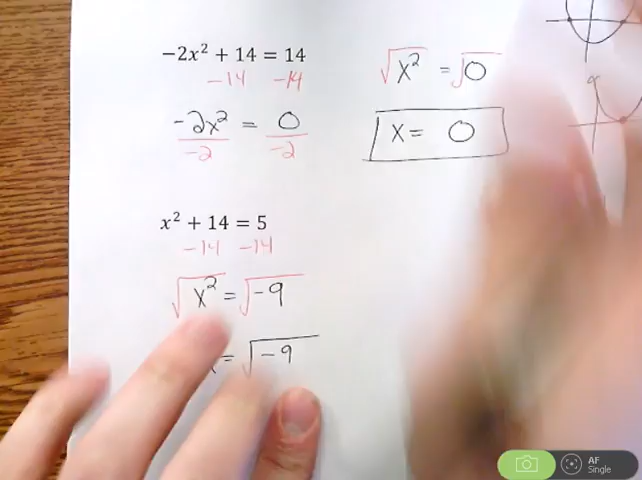 −2x² + 14 = 14
−14 −14
−2x² = 0
−2 −2
√x² = √0
x = 0
x² + 14 = 5
−14 −14
√x² = √−9
= √−9
AF
Single